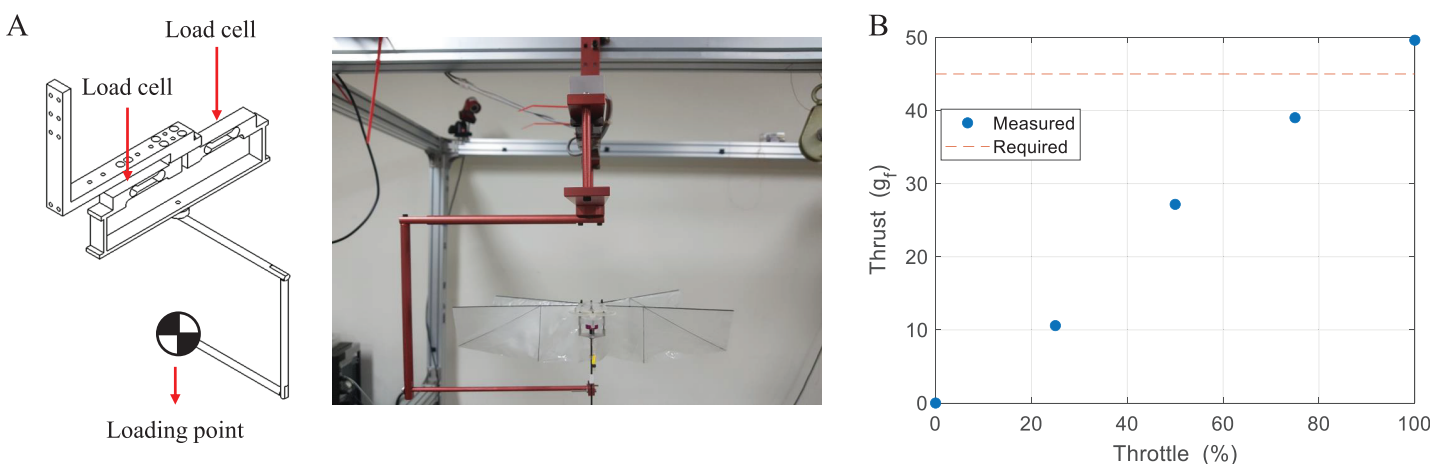 A
Load cell
Load cell
Loading point
B
50
40
30
20
10
0
Thrust (g_f)
Measured
Required
0
20
40
60
80
100
Throttle (%)